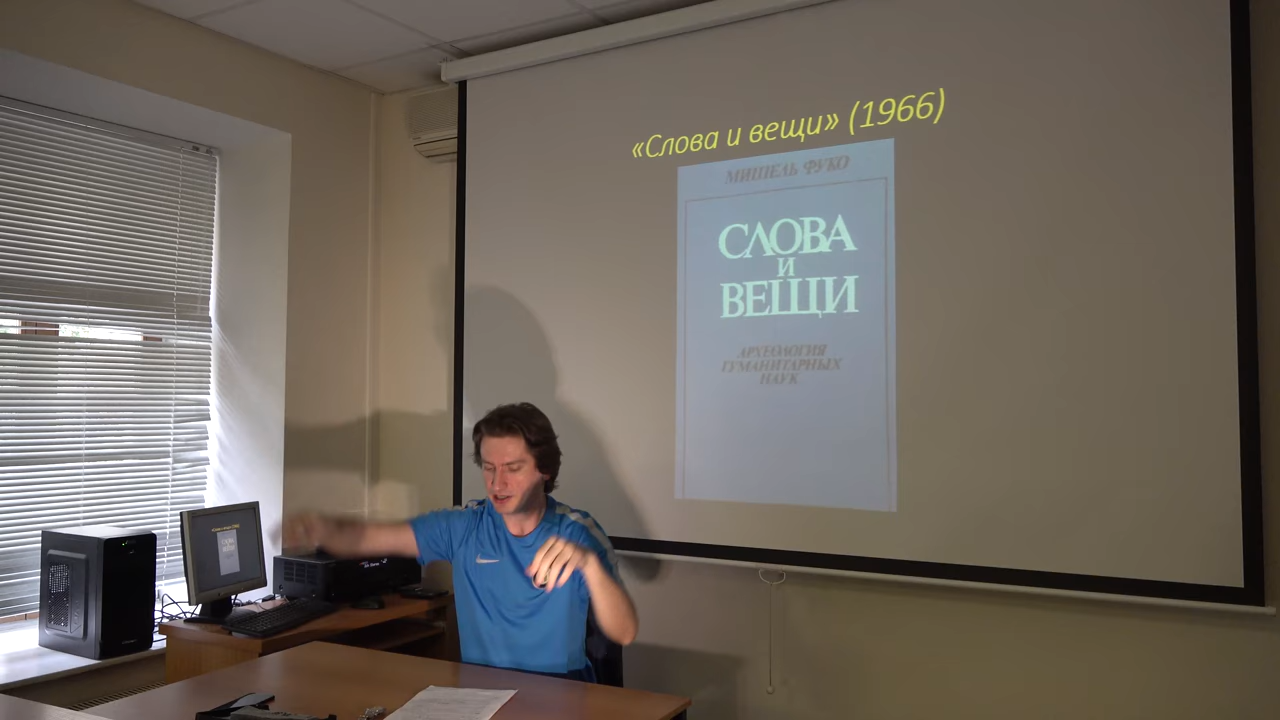 «Слова и вещи» (1966)
МИШЕЛЬ ФУКО
СЛОВА
И
ВЕЩИ
АРХЕОЛОГИЯ
ГУМАНИТАРНЫХ
НАУК